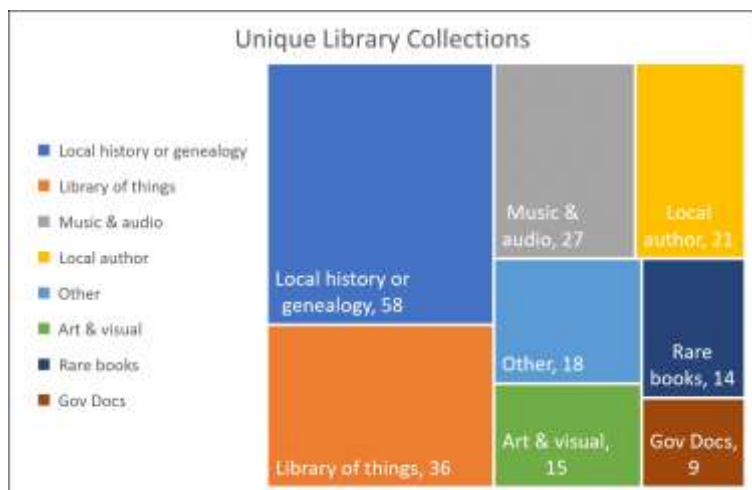 Unique Library Collections
Local history or genealogy
Library of things
Music & audio
Local author
Other
Art & visual
Rare books
Gov Docs
Local history or
genealogy, 58
Library of things, 36
Music &
audio, 27
Local
author, 21
Other, 18
Rare
books, 14
Art & visual,
15
Gov Docs,
9